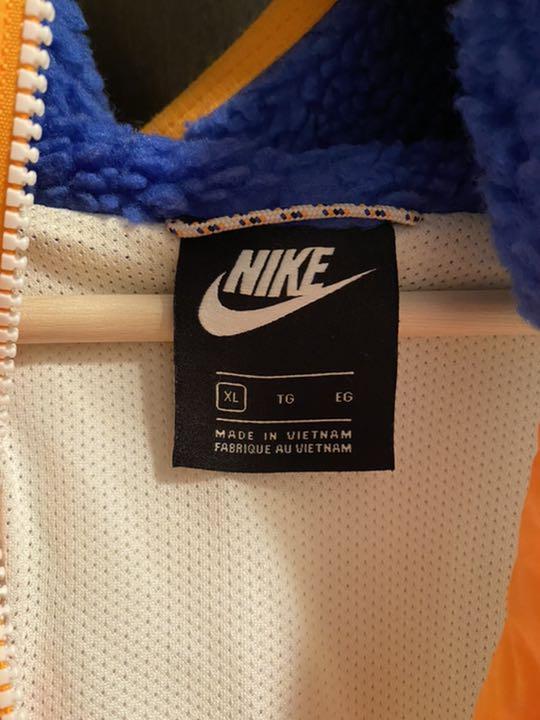 NIKE
XL TG EG
MADE IN VIETNAM
FABRIQUE AU VIETNAM